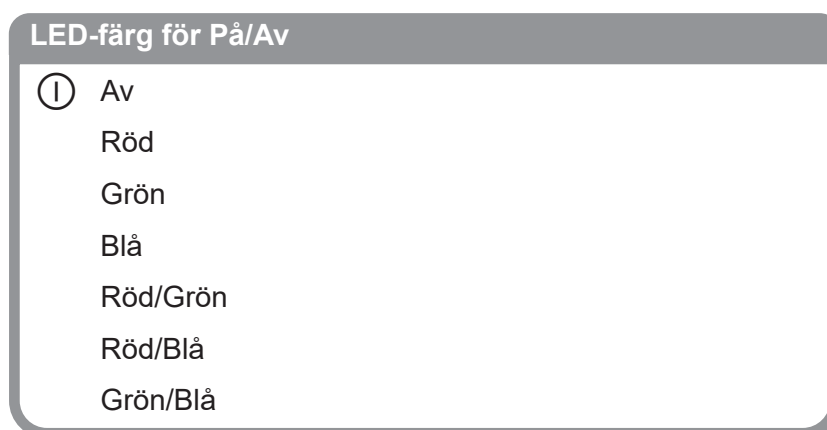 LED-färg för På/Av
Av
Röd
Grön
Blå
Röd/Grön
Röd/Blå
Grön/Blå